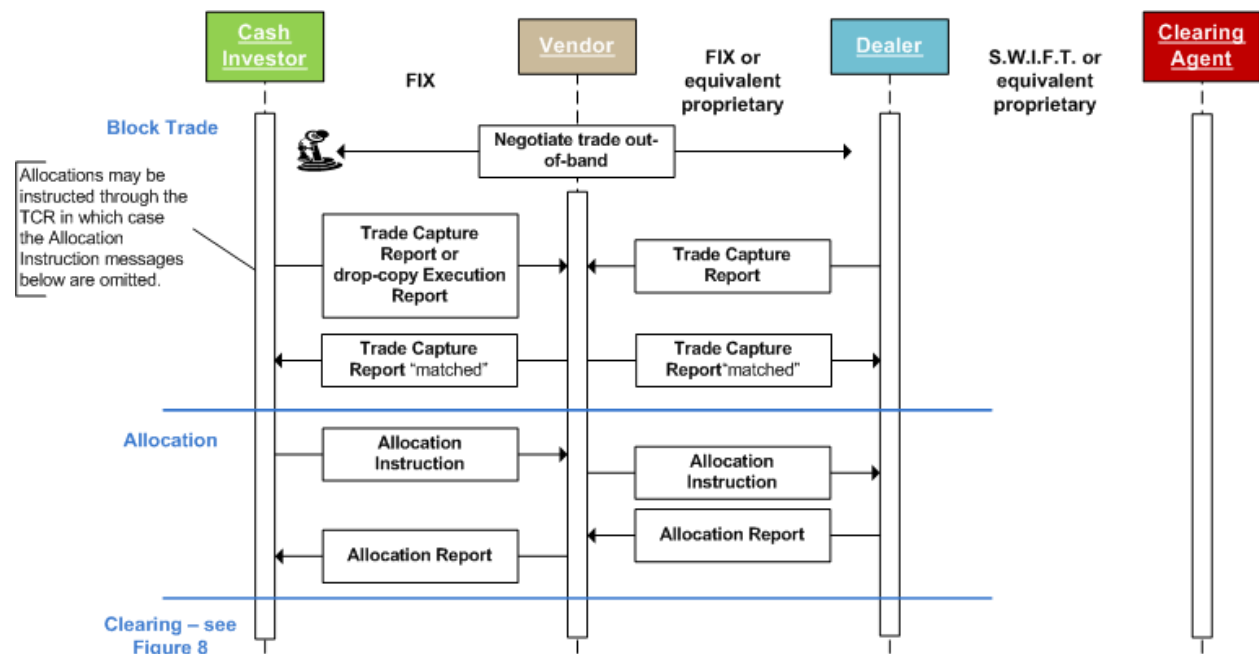 Cash
Investor
Vendor
Dealer
Clearing
Agent
FIX
FIX or
equivalent
proprietary
S.W.I.F.T. or
equivalent
proprietary
Block Trade
Negotiate trade out-
of-band
Allocations may be
instructed through the
TCR in which case
the Allocation
Instruction messages
below are omitted.
Trade Capture
Report or
drop-copy Execution
Report
Trade Capture
Report
Trade Capture
Report “matched”
Trade Capture
Report“matched”
Allocation
Allocation
Instruction
Allocation
Instruction
Allocation Report
Allocation Report
Clearing – see
Figure 8